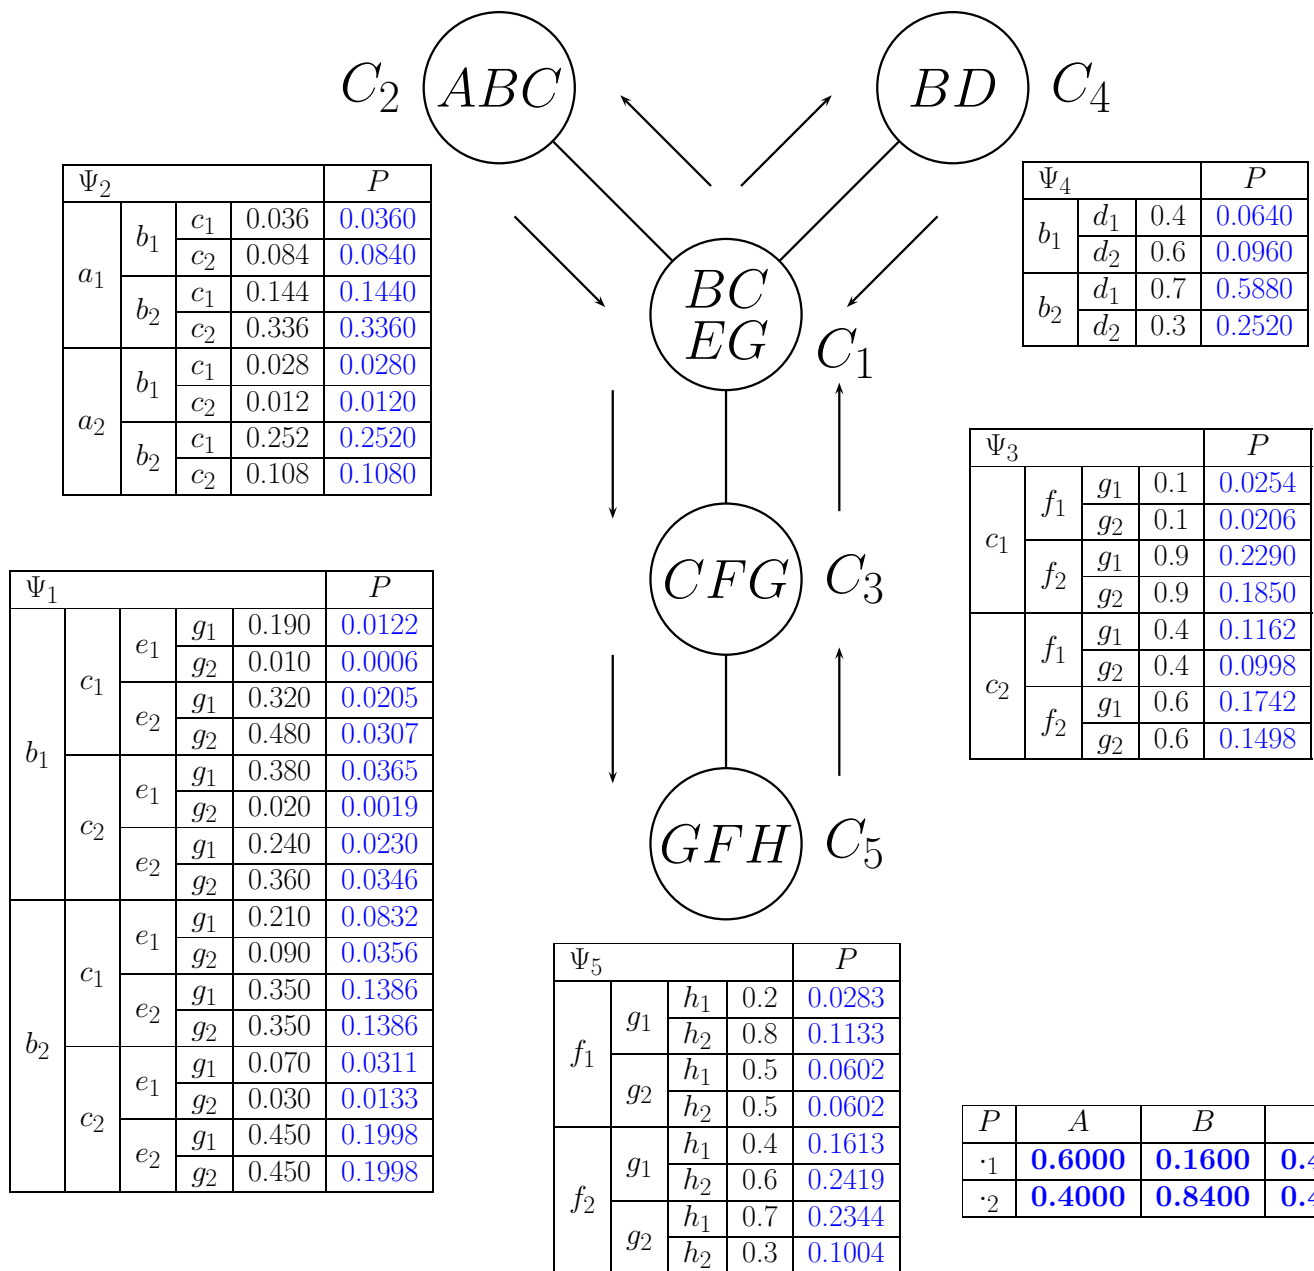 C₂ ABC BD C₄
Ψ₂ P
a₁ b₁ c₁ 0.036 0.0360
c₂ 0.084 0.0840
b₂ c₁ 0.144 0.1440
c₂ 0.336 0.3360
a₂ b₁ c₁ 0.028 0.0280
c₂ 0.012 0.0120
b₂ c₁ 0.252 0.2520
c₂ 0.108 0.1080
Ψ₄ P
b₁ d₁ 0.4 0.0640
d₂ 0.6 0.0960
b₂ d₁ 0.7 0.5880
d₂ 0.3 0.2520
BC
EG C₁
Ψ₃ P
c₁ f₁ g₁ 0.1 0.0254
g₂ 0.1 0.0206
f₂ g₁ 0.9 0.2290
g₂ 0.9 0.1850
c₂ f₁ g₁ 0.4 0.1162
g₂ 0.4 0.0998
f₂ g₁ 0.6 0.1742
g₂ 0.6 0.1498
CFG C₃
Ψ₁ P
b₁ c₁ e₁ g₁ 0.190 0.0122
g₂ 0.010 0.0006
e₂ g₁ 0.320 0.0205
g₂ 0.480 0.0307
c₂ e₁ g₁ 0.380 0.0365
g₂ 0.020 0.0019
e₂ g₁ 0.240 0.0230
g₂ 0.360 0.0346
b₂ c₁ e₁ g₁ 0.210 0.0832
g₂ 0.090 0.0356
e₂ g₁ 0.350 0.1386
g₂ 0.350 0.1386
c₂ e₁ g₁ 0.070 0.0311
g₂ 0.030 0.0133
e₂ g₁ 0.450 0.1998
g₂ 0.450 0.1998
GFH C₅
Ψ₅ P
f₁ g₁ h₁ 0.2 0.0283
h₂ 0.8 0.1133
g₂ h₁ 0.5 0.0602
h₂ 0.5 0.0602
f₂ g₁ h₁ 0.4 0.1613
h₂ 0.6 0.2419
g₂ h₁ 0.7 0.2344
h₂ 0.3 0.1004
P A B
·₁ 0.6000 0.1600
·₂ 0.4000 0.8400